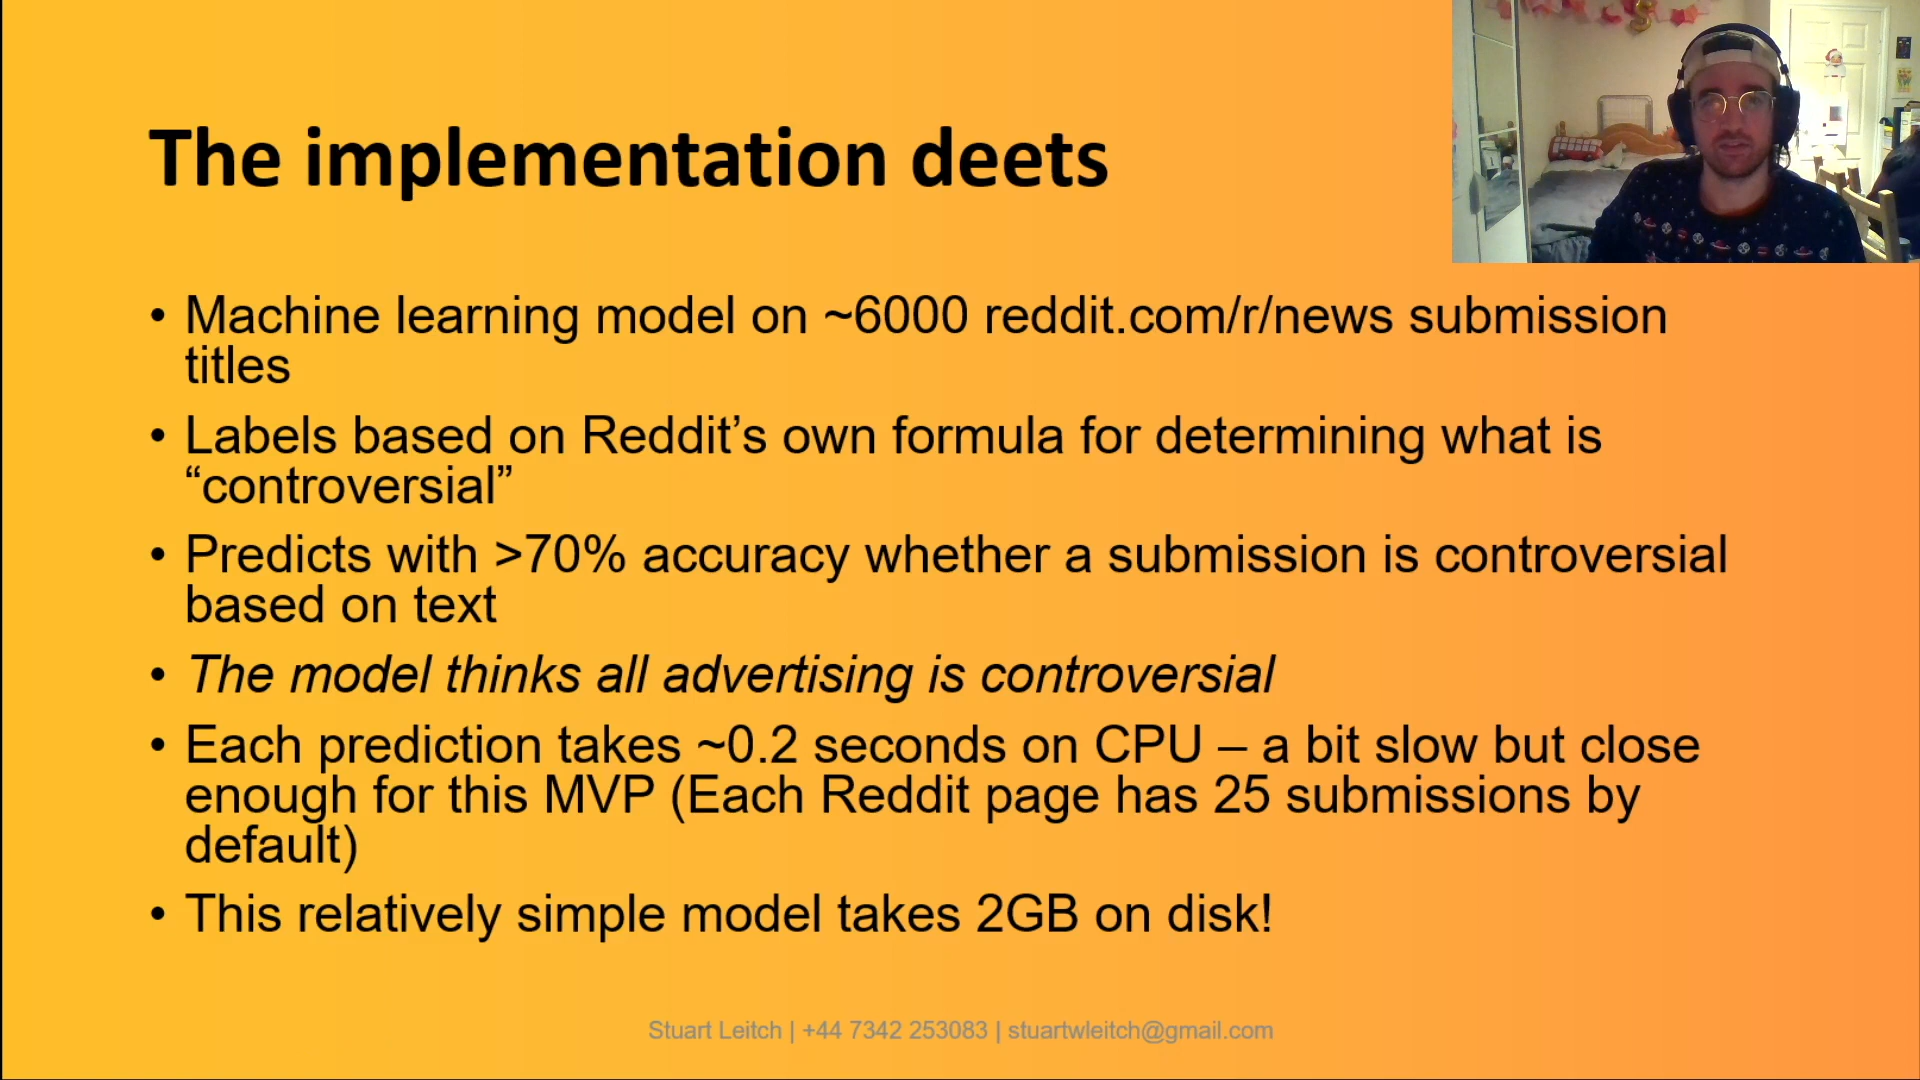 The implementation deets
• Machine learning model on ~6000 reddit.com/r/news submission
titles
• Labels based on Reddit’s own formula for determining what is
“controversial”
• Predicts with >70% accuracy whether a submission is controversial
based on text
• The model thinks all advertising is controversial
• Each prediction takes ~0.2 seconds on CPU – a bit slow but close
enough for this MVP (Each Reddit page has 25 submissions by
default)
• This relatively simple model takes 2GB on disk!
Stuart Leitch | +44 7342 253083 | stuartwleitch@gmail.com